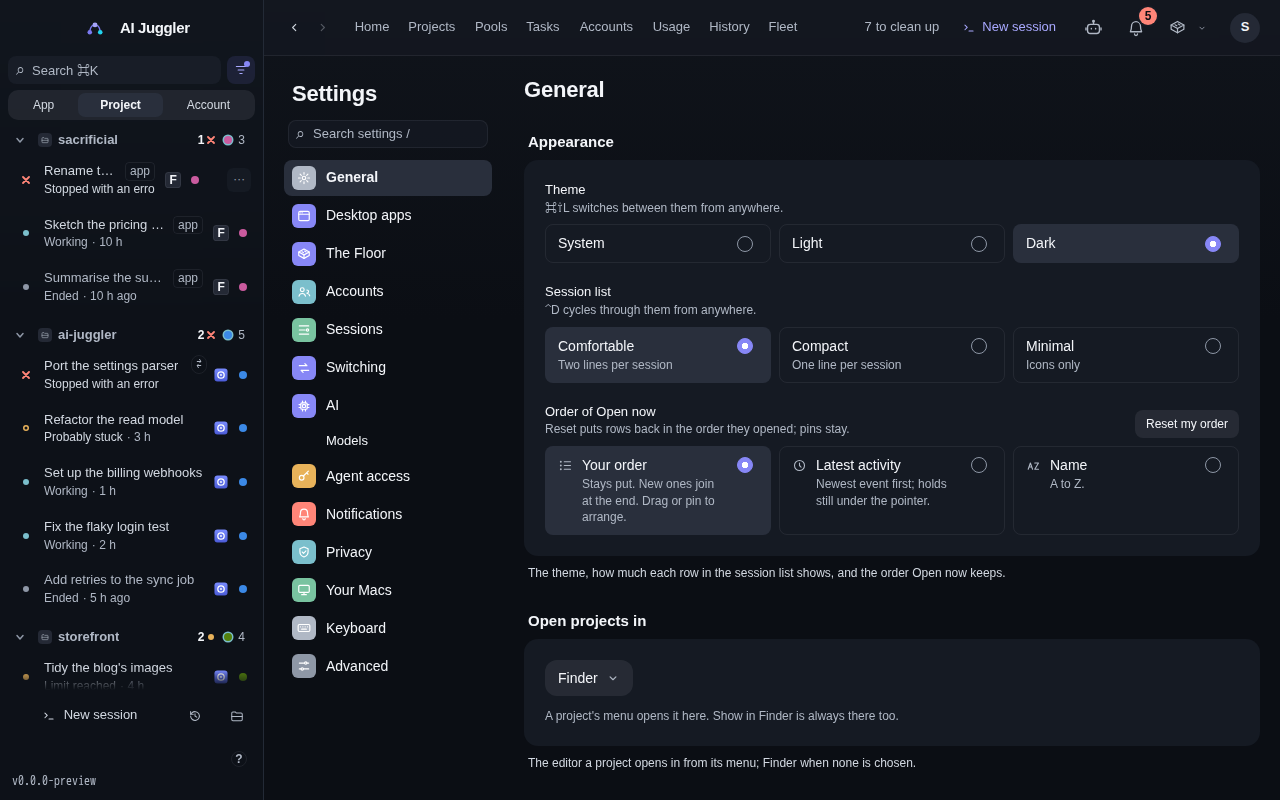 AI Juggler
Home Projects Pools Tasks Accounts Usage History Fleet
7 to clean up
New session
5
S
Search ⌘K
App Project Account
sacrificial 1 3
Rename t… app
Stopped with an erro
F
Sketch the pricing … app
Working · 10 h
F
Summarise the su… app
Ended · 10 h ago
F
ai-juggler 2 5
Port the settings parser
Stopped with an error
Refactor the read model
Probably stuck · 3 h
Set up the billing webhooks
Working · 1 h
Fix the flaky login test
Working · 2 h
Add retries to the sync job
Ended · 5 h ago
storefront 2 4
Tidy the blog's images
Limit reached · 4 h
New session
?
v0.0.0-preview
Settings
Search settings /
General
Desktop apps
The Floor
Accounts
Sessions
Switching
AI
Models
Agent access
Notifications
Privacy
Your Macs
Keyboard
Advanced
General
Appearance
Theme
⌘⇧L switches between them from anywhere.
System Light Dark
Session list
^D cycles through them from anywhere.
Comfortable
Two lines per session
Compact
One line per session
Minimal
Icons only
Order of Open now
Reset puts rows back in the order they opened; pins stay.
Reset my order
Your order
Stays put. New ones join
at the end. Drag or pin to
arrange.
Latest activity
Newest event first; holds
still under the pointer.
AZ Name
A to Z.
The theme, how much each row in the session list shows, and the order Open now keeps.
Open projects in
Finder
A project's menu opens it here. Show in Finder is always there too.
The editor a project opens in from its menu; Finder when none is chosen.